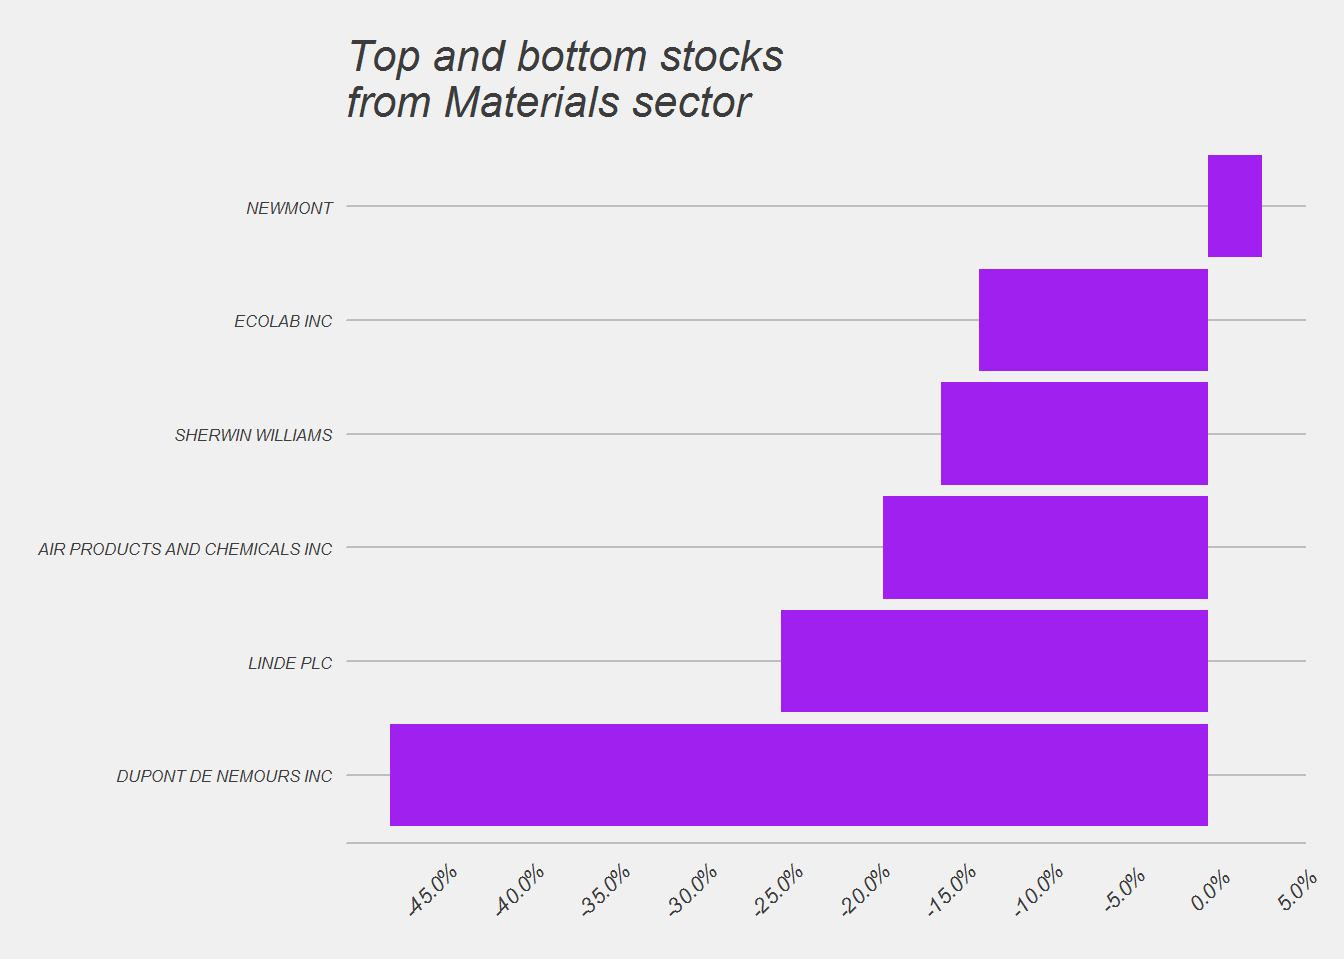 Top and bottom stocks
from Materials sector
NEWMONT
ECOLAB INC
SHERWIN WILLIAMS
AIR PRODUCTS AND CHEMICALS INC
LINDE PLC
DUPONT DE NEMOURS INC
-45.0% -40.0% -35.0% -30.0% -25.0% -20.0% -15.0% -10.0% -5.0% 0.0% 5.0%